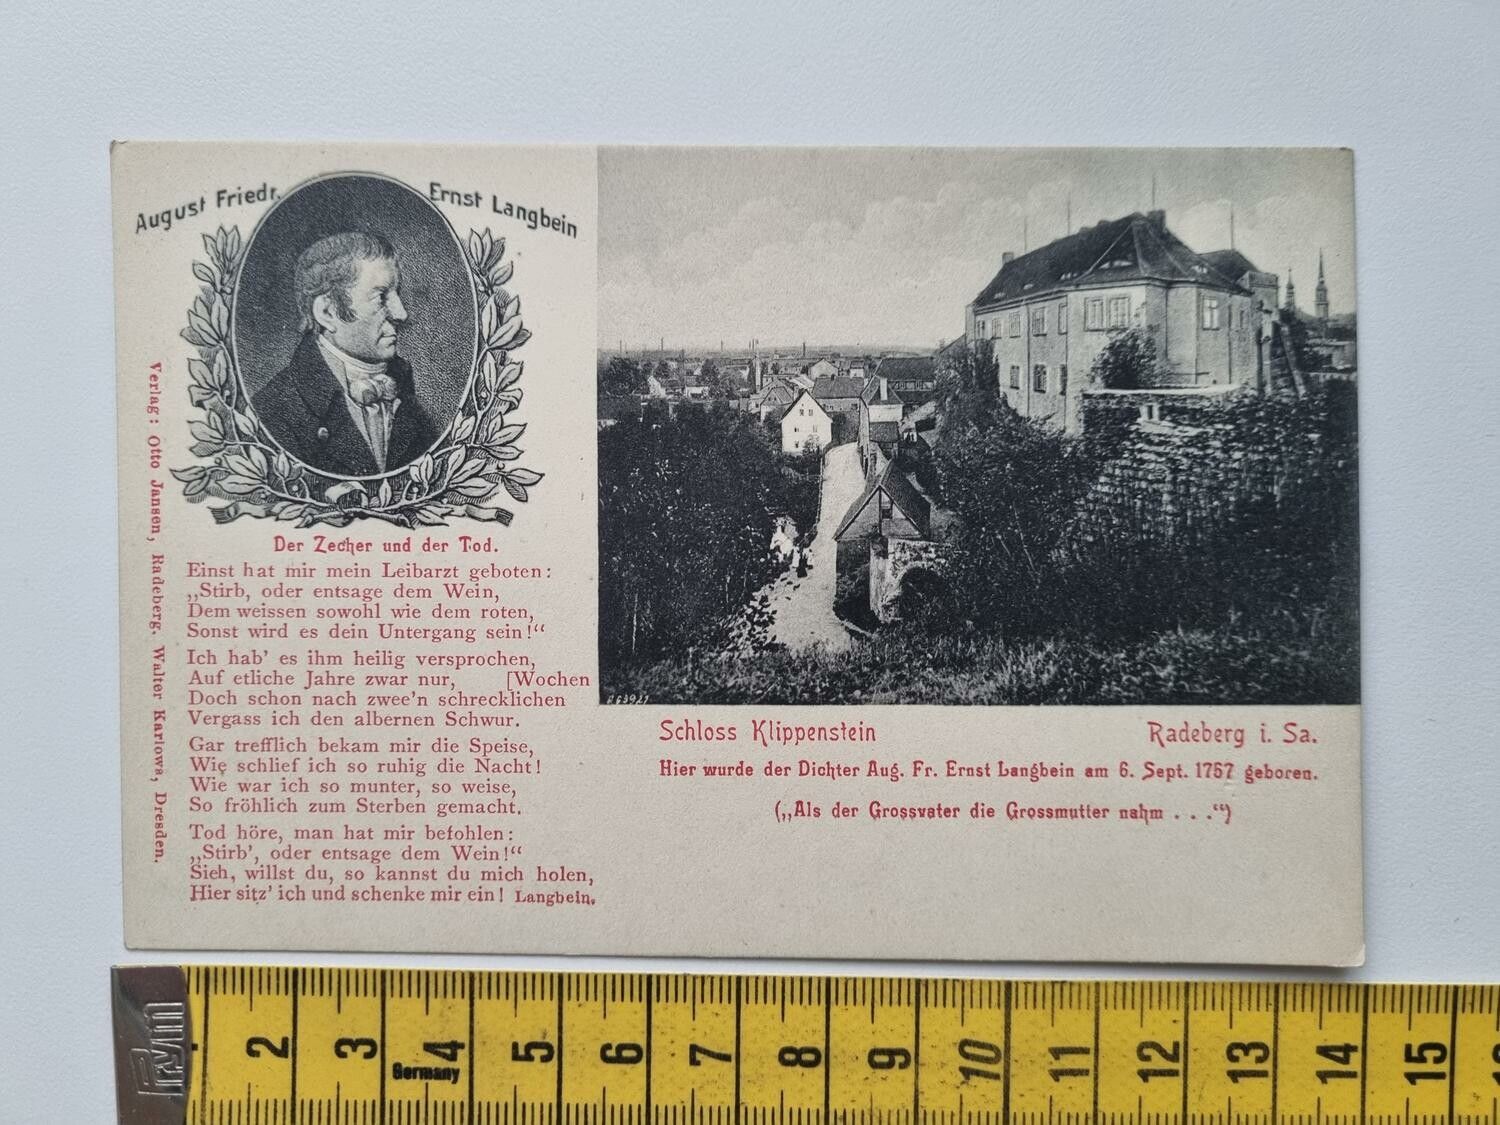 August Friedr. Ernst Langbein
Der Zecher und der Tod.
Einst hat mir mein Leibarzt geboten:
„Stirb, oder entsage dem Wein,
Dem weissen sowohl wie dem roten,
Sonst wird es dein Untergang sein!“
Ich hab' es ihm heilig versprochen,
Auf etliche Jahre zwar nur, [Wochen
Doch schon nach zwee'n schrecklichen
Vergass ich den albernen Schwur.
Gar trefflich bekam mir die Speise,
Wie schlief ich so ruhig die Nacht!
Wie war ich so munter, so weise,
So fröhlich zum Sterben gemacht.
Tod höre, man hat mir befohlen:
„Stirb', oder entsage dem Wein!“
Sieh, willst du, so kannst du mich holen,
Hier sitz' ich und schenke mir ein! Langbein.
Verlag: Otto Jansen, Radeberg. Walter Karlowa, Dresden.
Schloss Klippenstein Radeberg i. Sa.
Hier wurde der Dichter Aug. Fr. Ernst Langbein am 6. Sept. 1757 geboren.
(„Als der Grossvater die Grossmutter nahm . . .“)
Prym
2 3 4 5 6 7 8 9 10 11 12 13 14 15
Germany